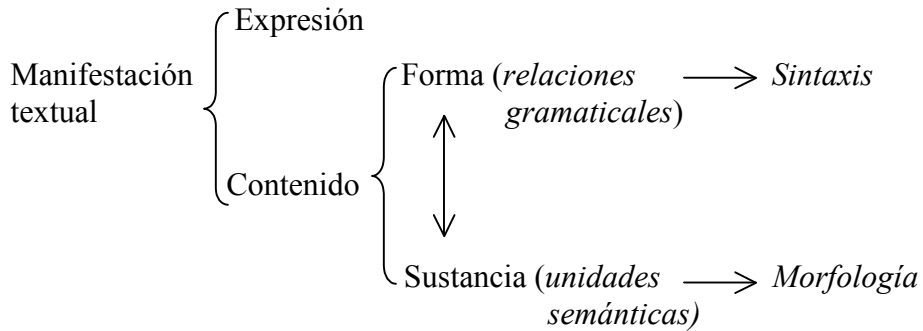 Expresión
Manifestación
textual
Forma (relaciones
gramaticales)
Sintaxis
Contenido
Sustancia (unidades
semánticas)
Morfología